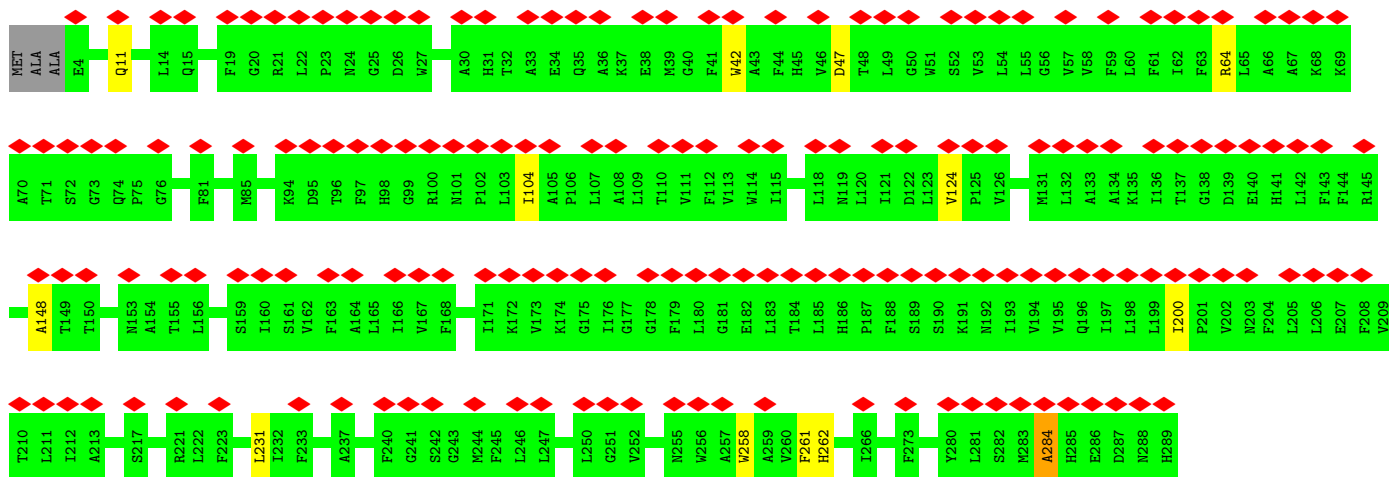 MET ALA ALA E4 Q11 L14 Q15 F19 G20 R21 L22 P23 N24 G25 D26 W27 A30 H31 T32 A33 E34 Q35 A36 K37 E38 M39 G40 F41 W42 A43 F44 H45 V46 D47 T48 L49 G50 W51 S52 V53 L54 L55 G56 V57 V58 F59 L60 F61 I62 F63 R64 L65 A66 A67 K68 K69
A70 T71 S72 G73 Q74 P75 G76 F81 M85 K94 D95 T96 F97 H98 G99 R100 N101 P102 L103 I104 A105 P106 L107 A108 L109 T110 V111 F112 V113 W114 I115 L118 N119 L120 I121 D122 L123 V124 P125 V126 M131 L132 A133 A134 K135 I136 T137 G138 D139 E140 H141 L142 F143 F144 R145
A148 T149 T150 N153 A154 T155 L156 S159 I160 S161 V162 F163 A164 L165 I166 V167 F168 I171 K172 V173 K174 G175 I176 G177 G178 F179 L180 G181 E182 L183 T184 L185 H186 P187 F188 S189 S190 K191 N192 I193 V194 V195 Q196 I197 L198 L199 I200 P201 V202 N203 F204 L205 L206 E207 F208 V209
T210 L211 I212 A213 S217 R221 L222 F223 L231 I232 F233 A237 F240 G241 S242 G243 M244 F245 L246 L247 L250 G251 V252 N255 W256 A257 W258 A259 V260 F261 H262 I266 F273 Y280 L281 S282 M283 A284 H285 E286 D287 N288 H289